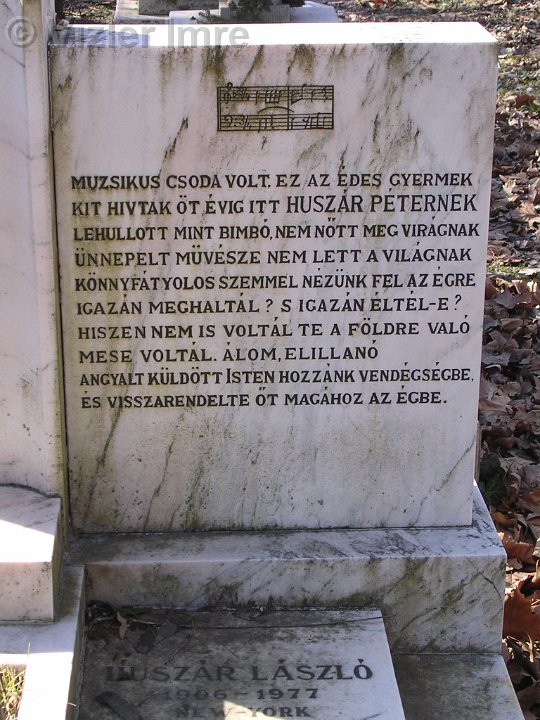 © Vizler Imre
MUZSIKUS CSODA VOLT. EZ AZ ÉDES GYERMEK
KIT HIVTAK ÖT ÉVIG ITT HUSZÁR PÉTERNEK
LEHULLOTT MINT BIMBÓ, NEM NŐTT MEG VIRÁGNAK
ÜNNEPELT MŰVÉSZE NEM LETT A VILÁGNAK
KÖNNYFÁTYOLOS SZEMMEL NÉZÜNK FEL AZ ÉGRE
IGAZÁN MEGHALTÁL? S IGAZÁN ÉLTÉL-E?
HISZEN NEM IS VOLTÁL TE A FÖLDRE VALÓ
MESE VOLTÁL. ÁLOM, ELILLANÓ
ANGYALT KÜLDÖTT ISTEN HOZZÁNK VENDÉGSÉGBE,
ÉS VISSZARENDELTE ŐT MAGÁHOZ AZ ÉGBE.
HUSZÁR LÁSZLÓ
1906-1977
NEW-YORK